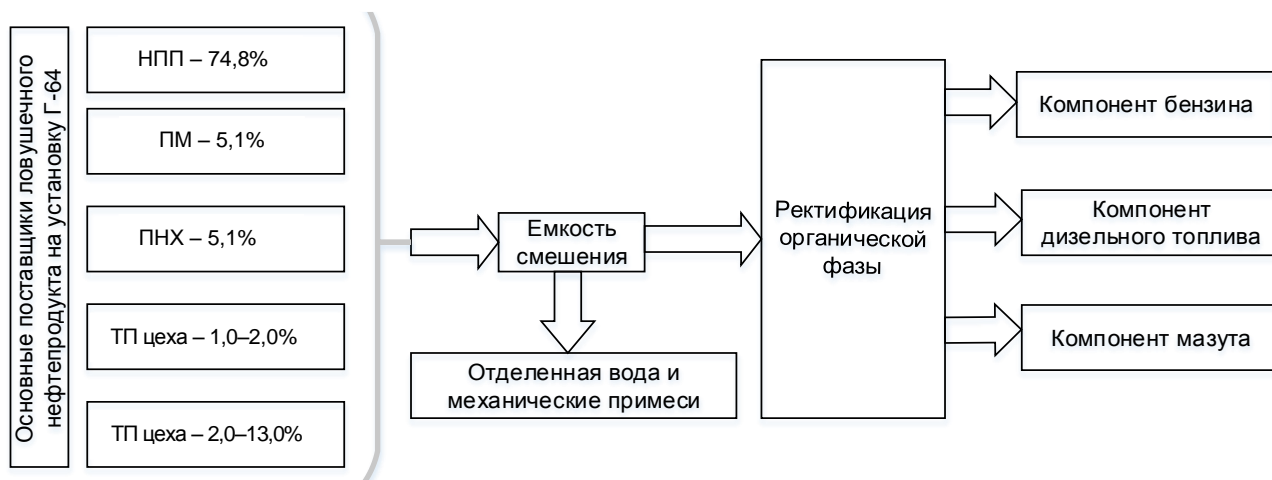 Основные поставщики ловушечного
нефтепродукта на установку Г-64
НПП – 74,8%
ПМ – 5,1%
ПНХ – 5,1%
ТП цеха – 1,0–2,0%
ТП цеха – 2,0–13,0%
Емкость
смешения
Отделенная вода и
механические примеси
Ректификация
органической
фазы
Компонент бензина
Компонент
дизельного топлива
Компонент мазута